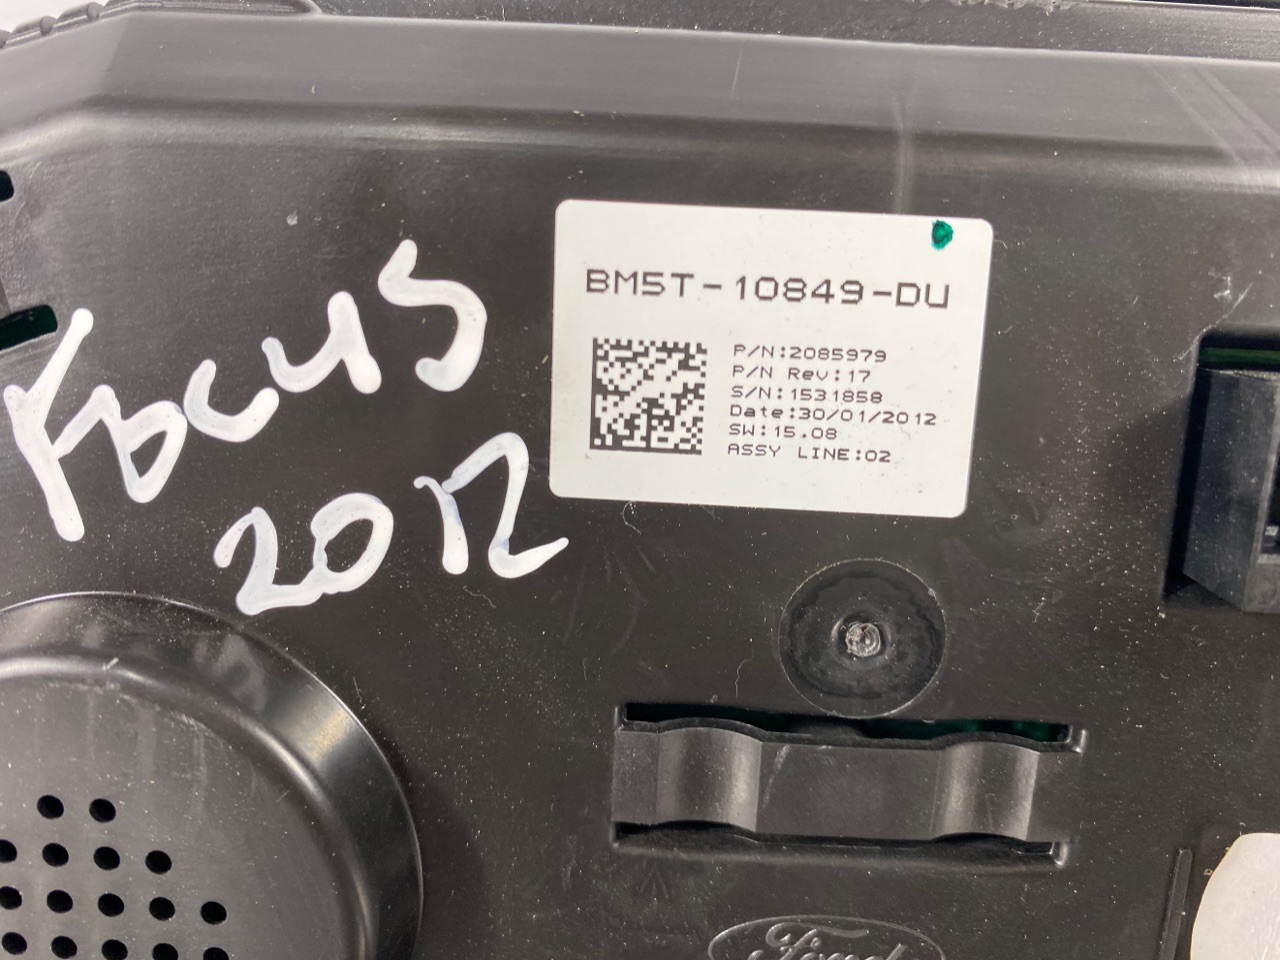 Focus
2012
BM5T-10849-DU
P/N:2085979
P/N Rev:17
S/N:1531858
Date:30/01/2012
SW:15.08
ASSY LINE:02
Ford